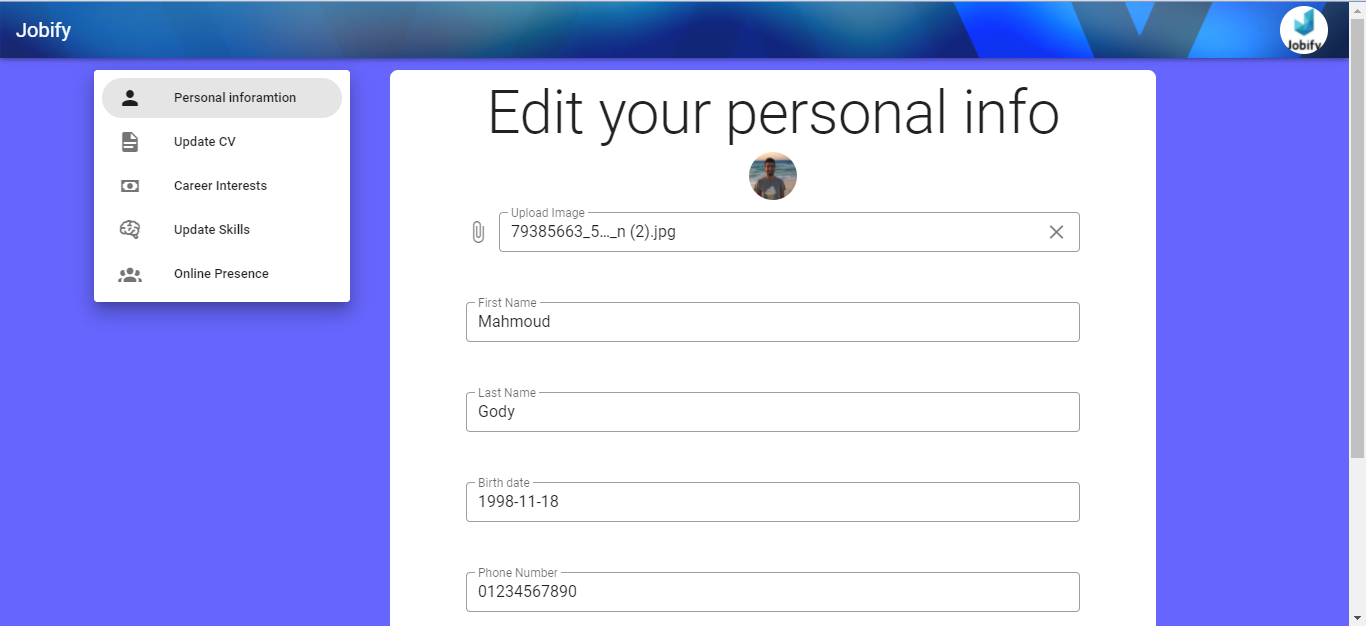 Jobify
Jobify
Personal inforamtion
Update CV
Career Interests
Update Skills
Online Presence
Edit your personal info
Upload Image
79385663_5..._n (2).jpg
First Name
Mahmoud
Last Name
Gody
Birth date
1998-11-18
Phone Number
01234567890